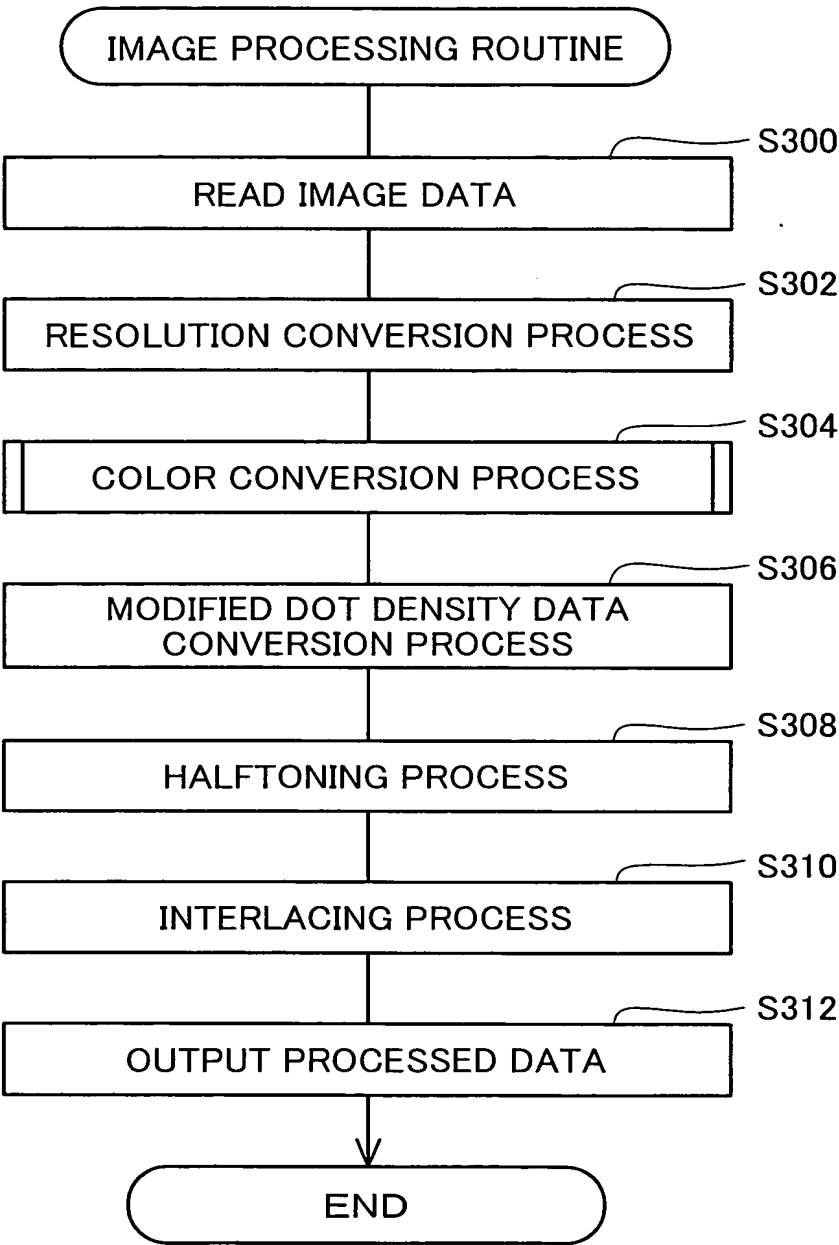 IMAGE PROCESSING ROUTINE
S300
READ IMAGE DATA
S302
RESOLUTION CONVERSION PROCESS
S304
COLOR CONVERSION PROCESS
S306
MODIFIED DOT DENSITY DATA
CONVERSION PROCESS
S308
HALFTONING PROCESS
S310
INTERLACING PROCESS
S312
OUTPUT PROCESSED DATA
END